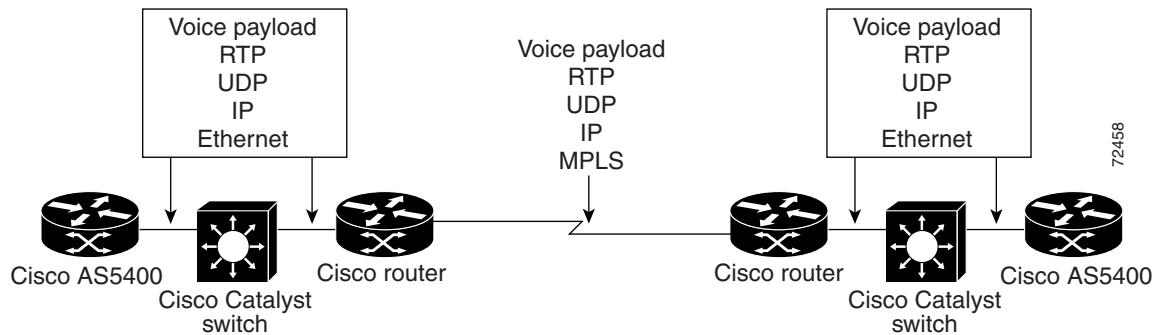 Voice payload
RTP
UDP
IP
Ethernet
Voice payload
RTP
UDP
IP
MPLS
Voice payload
RTP
UDP
IP
Ethernet
72458
Cisco AS5400
Cisco Catalyst
switch
Cisco router
Cisco router
Cisco Catalyst
switch
Cisco AS5400